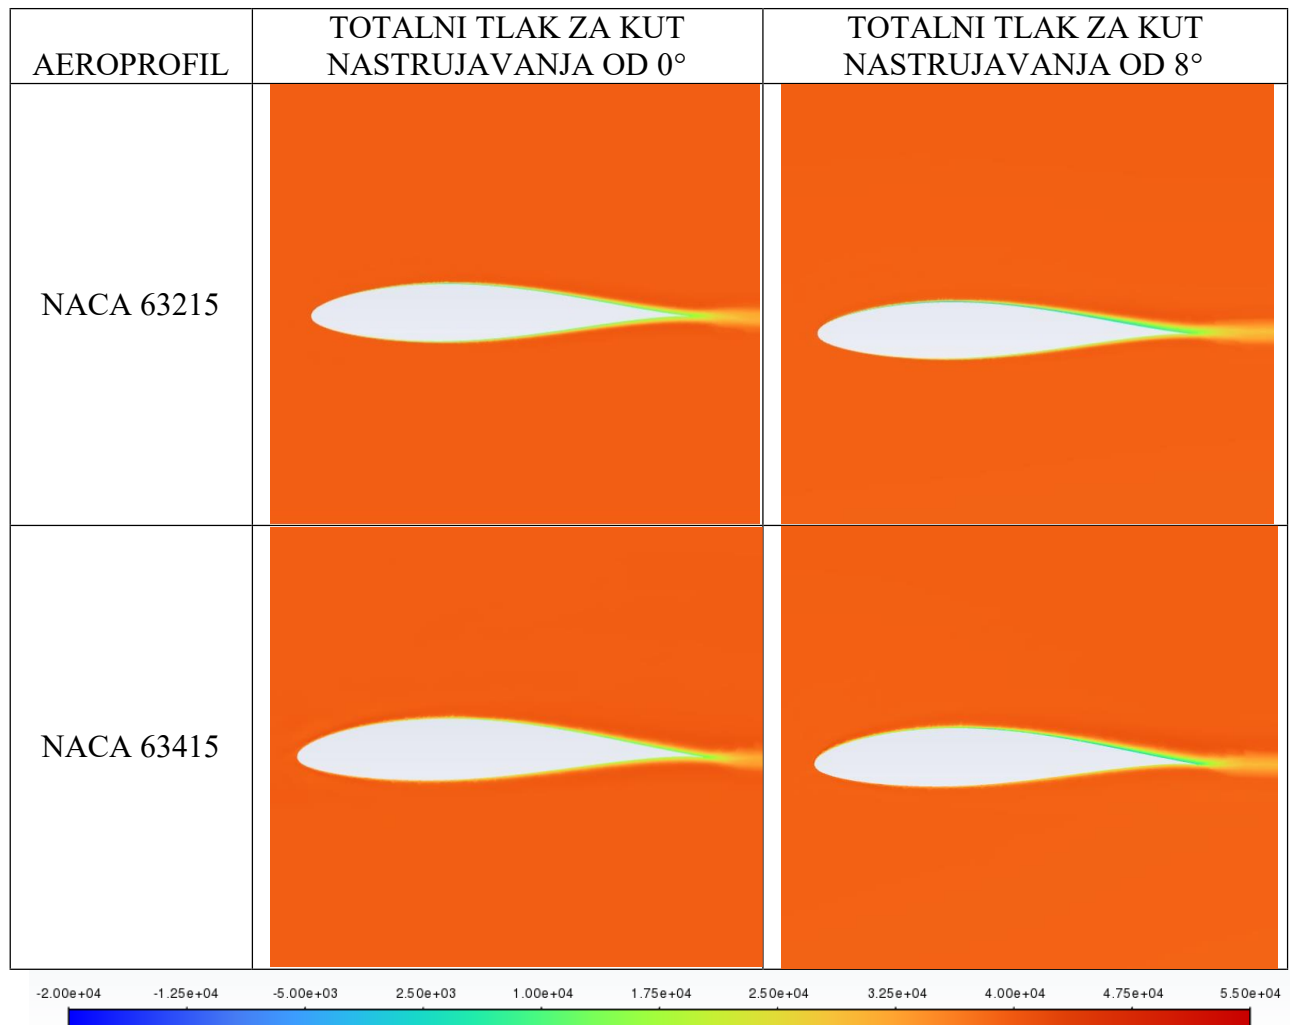 AEROPROFIL
TOTALNI TLAK ZA KUT
NASTRUJAVANJA OD 0°
TOTALNI TLAK ZA KUT
NASTRUJAVANJA OD 8°
NACA 63215
NACA 63415
-2.00e+04 -1.25e+04 -5.00e+03 2.50e+03 1.00e+04 1.75e+04 2.50e+04 3.25e+04 4.00e+04 4.75e+04 5.50e+04